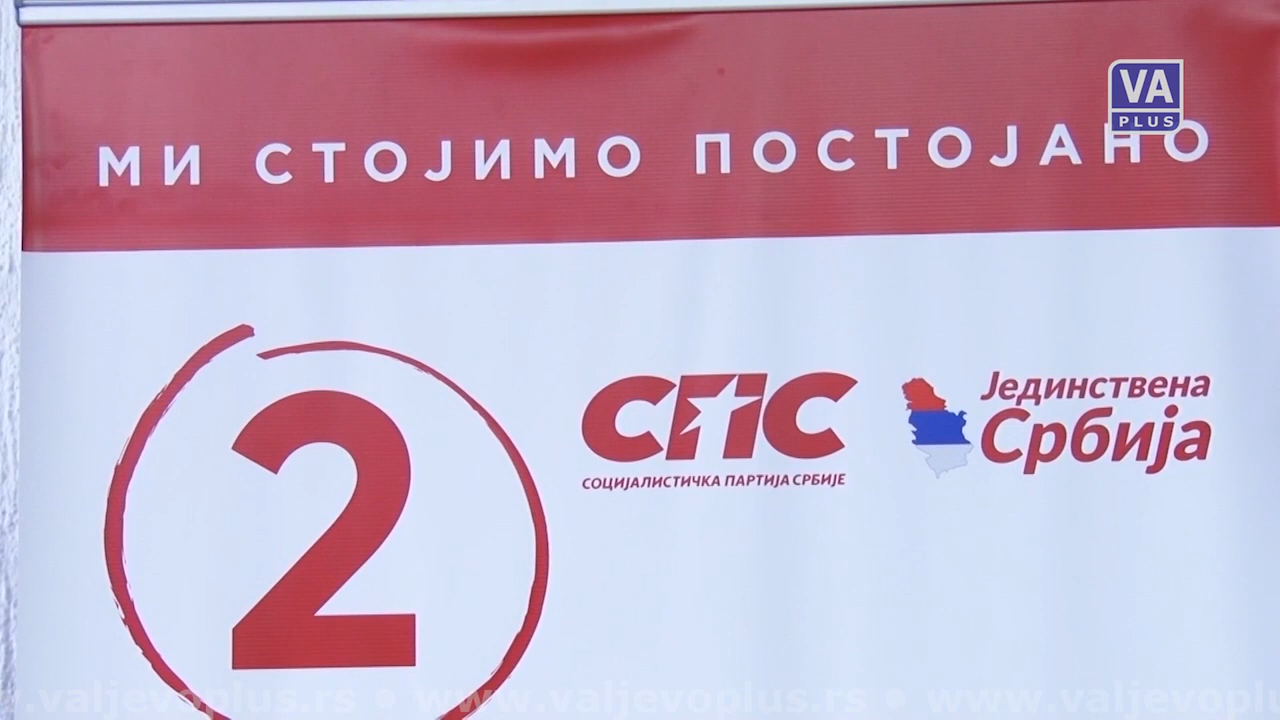 VA
PLUS
МИ СТОЈИМО ПОСТОЈАНО
2
СПС
СОЦИЈАЛИСТИЧКА ПАРТИЈА СРБИЈЕ
Јединствена
Србија
www.valjevoplus.rs • www.valjevoplus.rs • www.valjevoplus